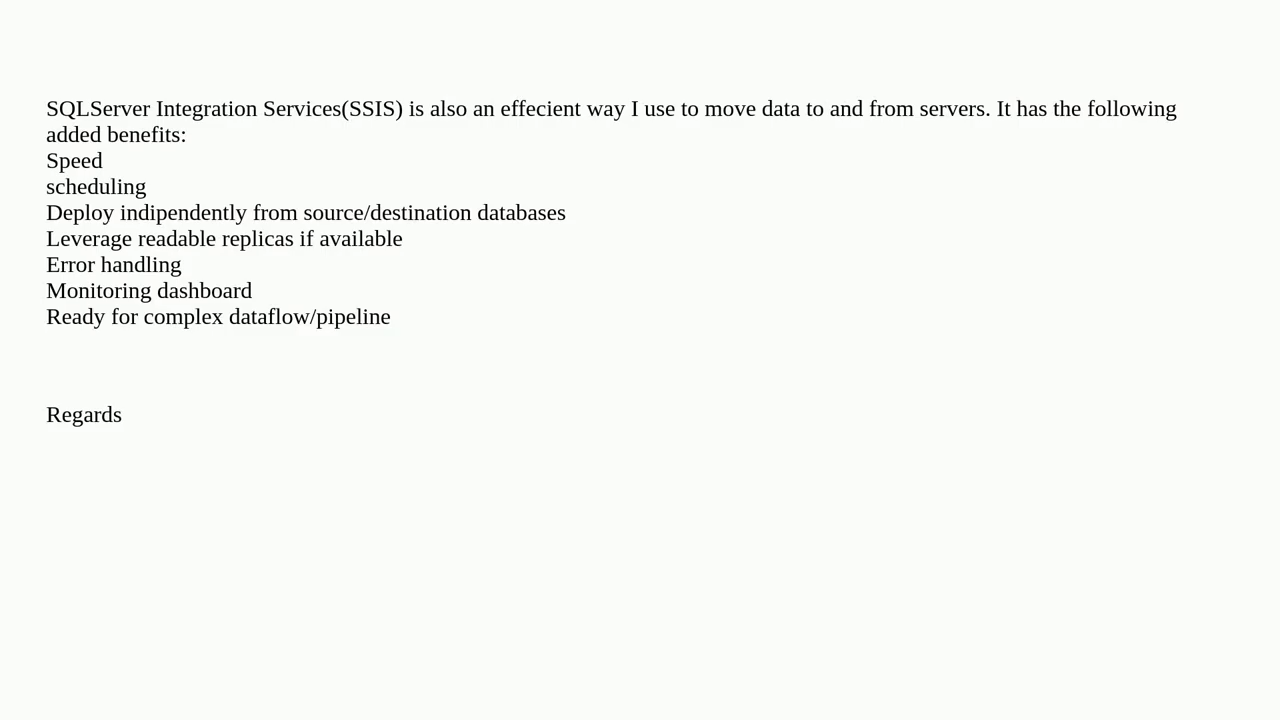 SQLServer Integration Services(SSIS) is also an effecient way I use to move data to and from servers. It has the following
added benefits:
Speed
scheduling
Deploy indipendently from source/destination databases
Leverage readable replicas if available
Error handling
Monitoring dashboard
Ready for complex dataflow/pipeline
Regards